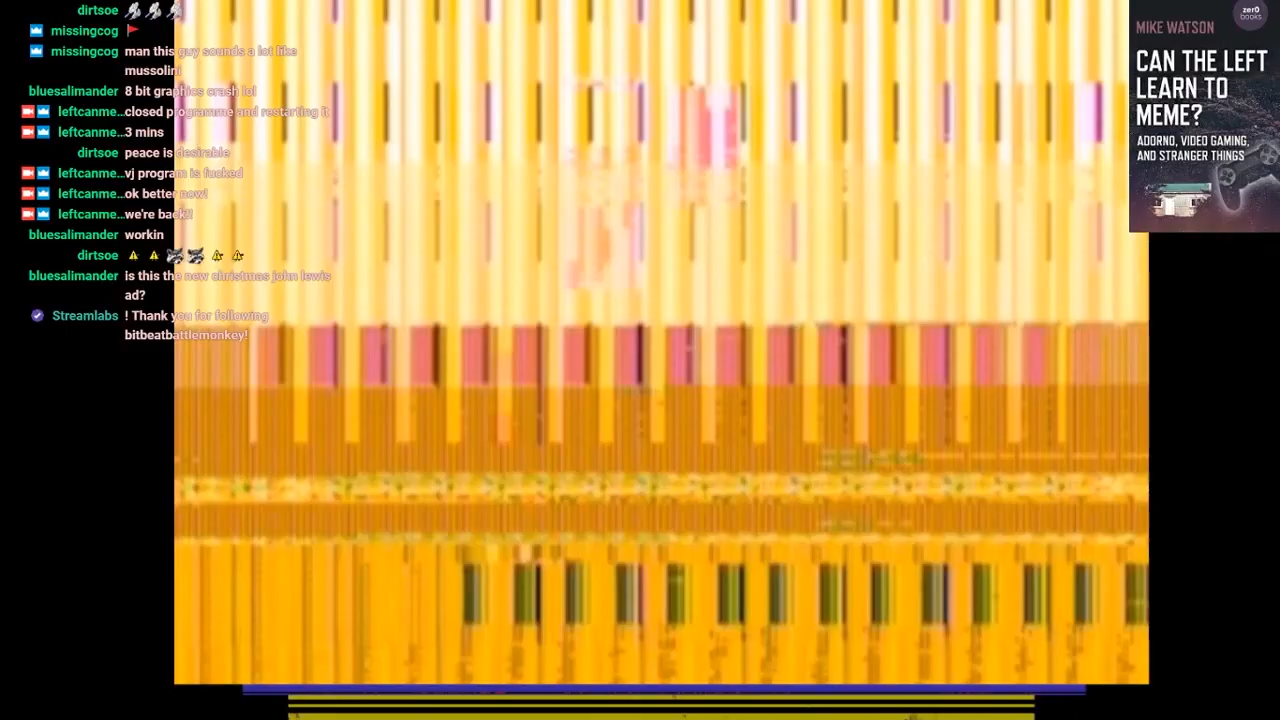 dirtsoe
missingcog
missingcog man this guy sounds a lot like
mussolini
bluesalimander 8 bit graphics crash lol
leftcanme... closed programme and restarting it
leftcanme... 3 mins
dirtsoe peace is desirable
leftcanme... vj program is fucked
leftcanme... ok better now!
leftcanme... we're back!!
bluesalimander workin
dirtsoe
bluesalimander is this the new christmas john lewis
ad?
Streamlabs ! Thank you for following
bitbeatbattlemonkey!
zer0
books
MIKE WATSON
CAN THE LEFT
LEARN TO
MEME?
ADORNO, VIDEO GAMING,
AND STRANGER THINGS